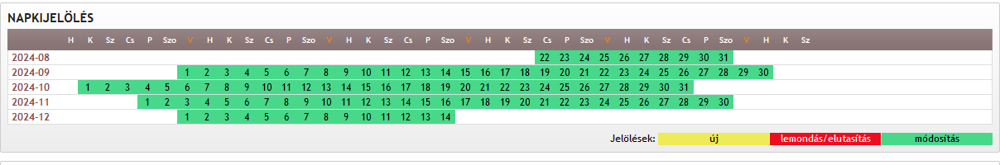 NAPKIJELÖLÉS
H K Sz Cs P Szo V H K Sz Cs P Szo V H K Sz Cs P Szo V H K Sz Cs P Szo V H K Sz Cs P Szo V H K Sz
2024-08 22 23 24 25 26 27 28 29 30 31
2024-09 1 2 3 4 5 6 7 8 9 10 11 12 13 14 15 16 17 18 19 20 21 22 23 24 25 26 27 28 29 30
2024-10 1 2 3 4 5 6 7 8 9 10 11 12 13 14 15 16 17 18 19 20 21 22 23 24 25 26 27 28 29 30 31
2024-11 1 2 3 4 5 6 7 8 9 10 11 12 13 14 15 16 17 18 19 20 21 22 23 24 25 26 27 28 29 30
2024-12 1 2 3 4 5 6 7 8 9 10 11 12 13 14
Jelölések: új lemondás/elutasítás módosítás